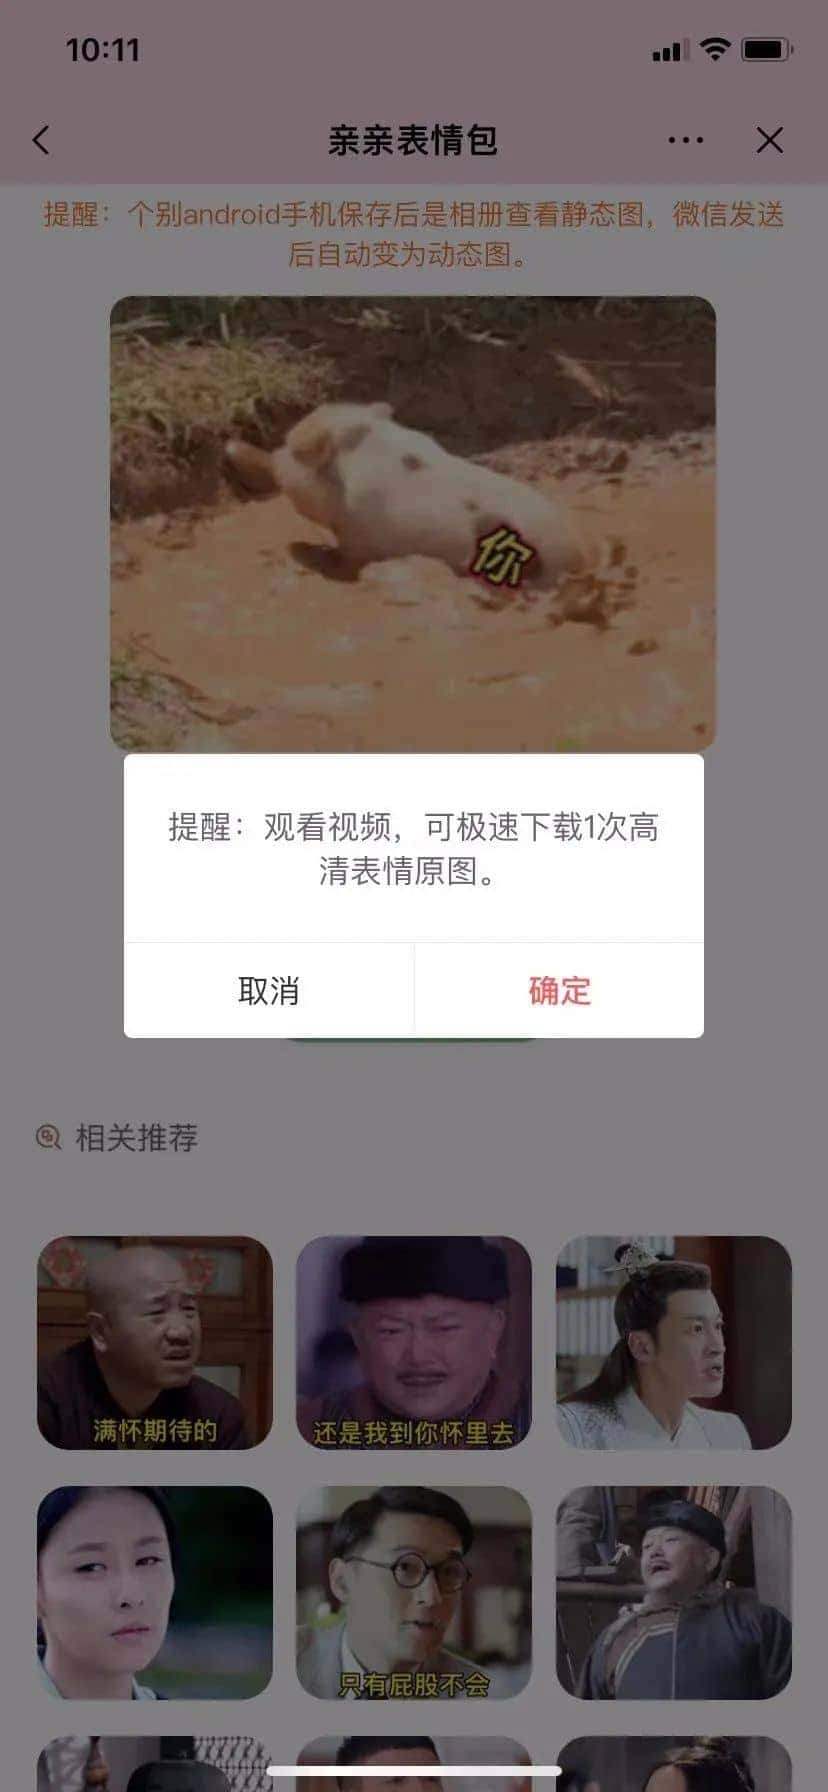 10:11
亲亲表情包
提醒：个别android手机保存后是相册查看静态图，微信发送
后自动变为动态图。
你
提醒：观看视频，可极速下载1次高
清表情原图。
取消
确定
相关推荐
满怀期待的
还是我到你怀里去
只有屁股不会